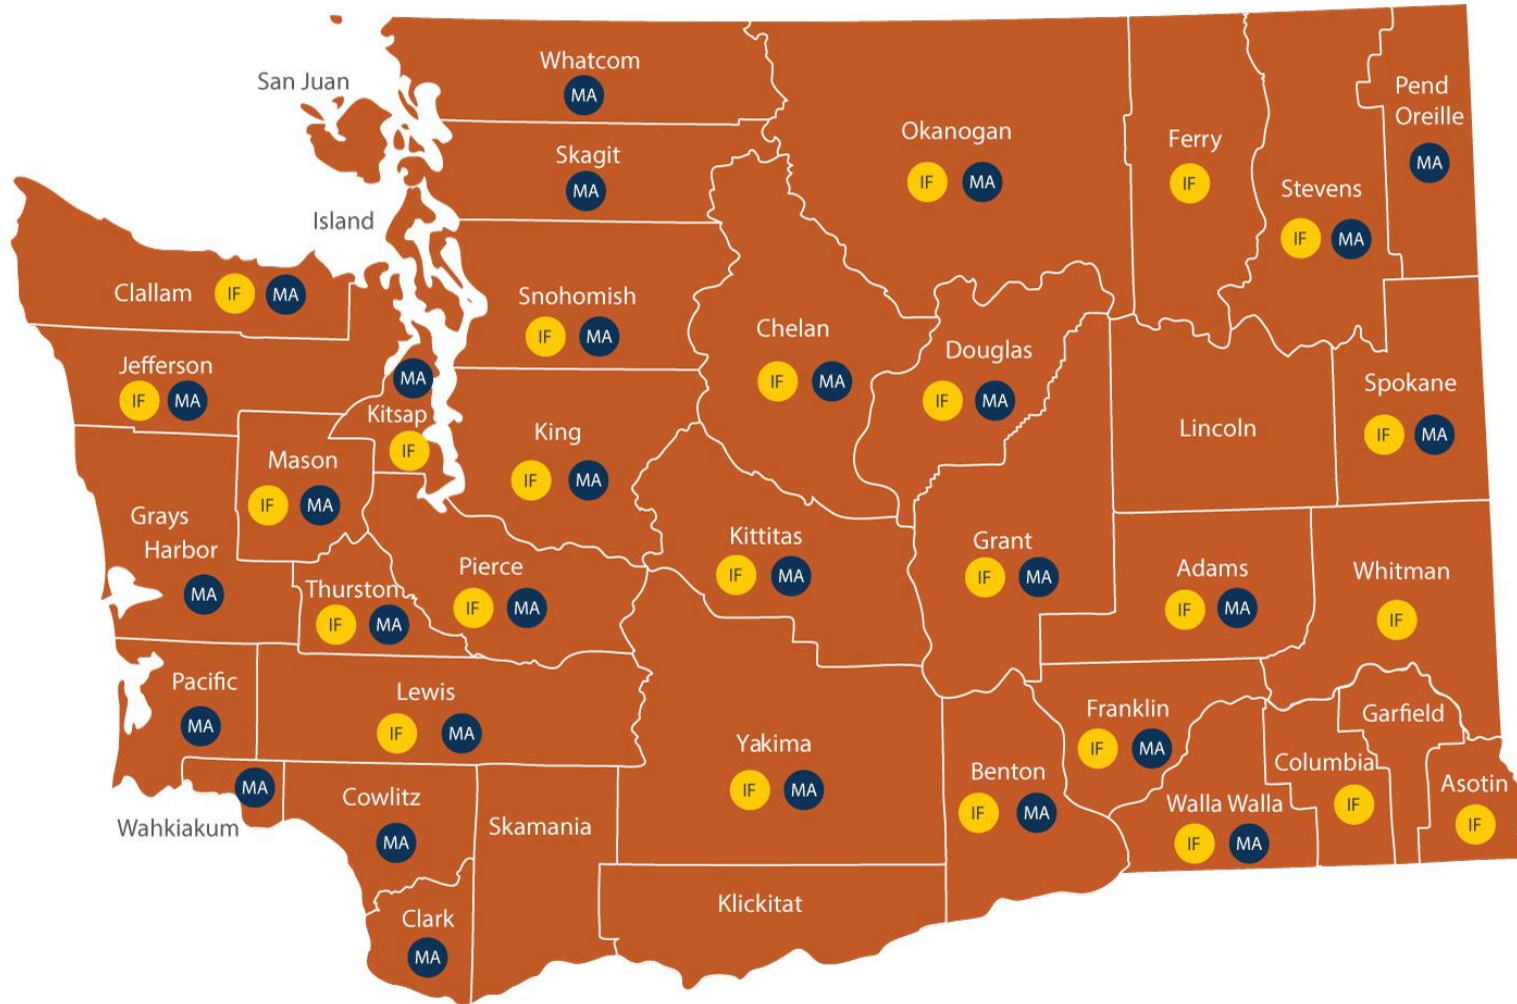 Whatcom
MA
San Juan
Skagit
MA
Island
Okanogan
IF MA
Ferry
IF
Stevens
IF MA
Pend
Oreille
MA
Clallam IF MA
Snohomish
IF MA
Chelan
IF MA
Douglas
IF MA
Jefferson
IF MA
MA
Kitsap
IF
King
IF MA
Lincoln
Spokane
IF MA
Mason
IF MA
Grays
Harbor
MA
Kittitas
IF MA
Grant
IF MA
Adams
IF MA
Whitman
IF
Thurston
IF MA
Pierce
IF MA
Pacific
MA
Lewis
IF MA
Yakima
IF MA
Benton
IF MA
Franklin
IF MA
Walla Walla
IF MA
Columbia
IF
Garfield
Asotin
IF
MA
Wahkiakum
Cowlitz
MA
Skamania
Clark
MA
Klickitat